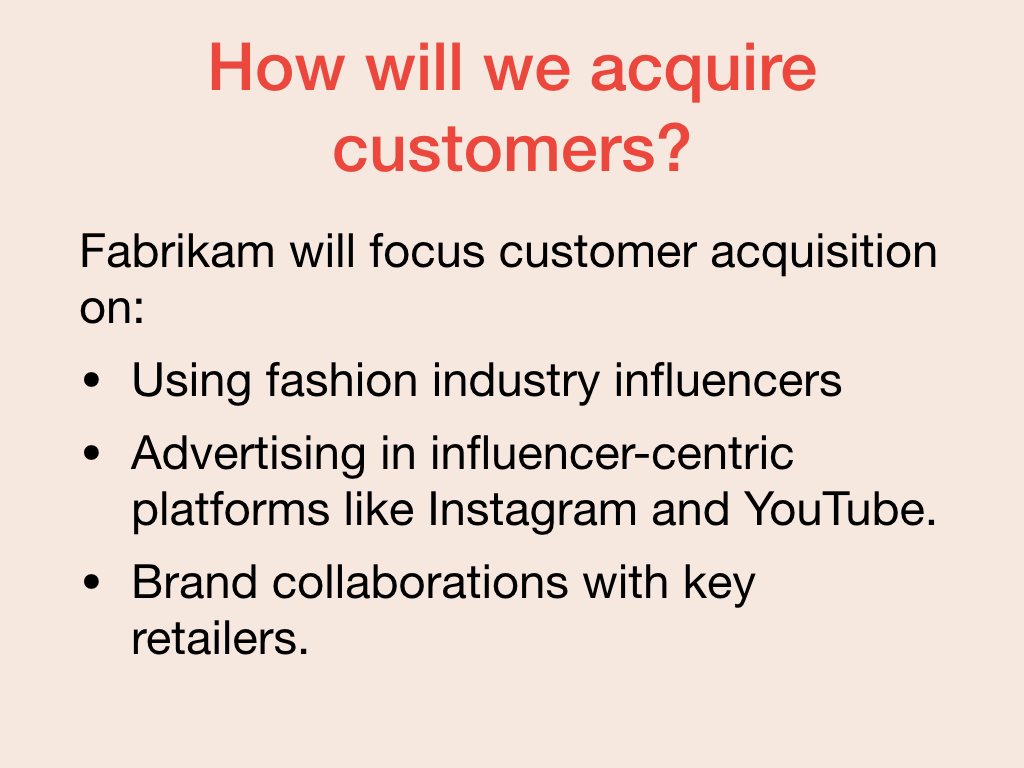 How will we acquire
customers?
Fabrikam will focus customer acquisition
on:
• Using fashion industry influencers
• Advertising in influencer-centric
platforms like Instagram and YouTube.
• Brand collaborations with key
retailers.